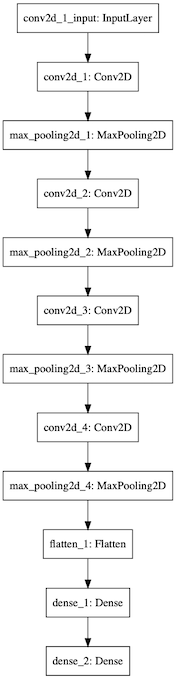 conv2d_1_input: InputLayer
conv2d_1: Conv2D
max_pooling2d_1: MaxPooling2D
conv2d_2: Conv2D
max_pooling2d_2: MaxPooling2D
conv2d_3: Conv2D
max_pooling2d_3: MaxPooling2D
conv2d_4: Conv2D
max_pooling2d_4: MaxPooling2D
flatten_1: Flatten
dense_1: Dense
dense_2: Dense